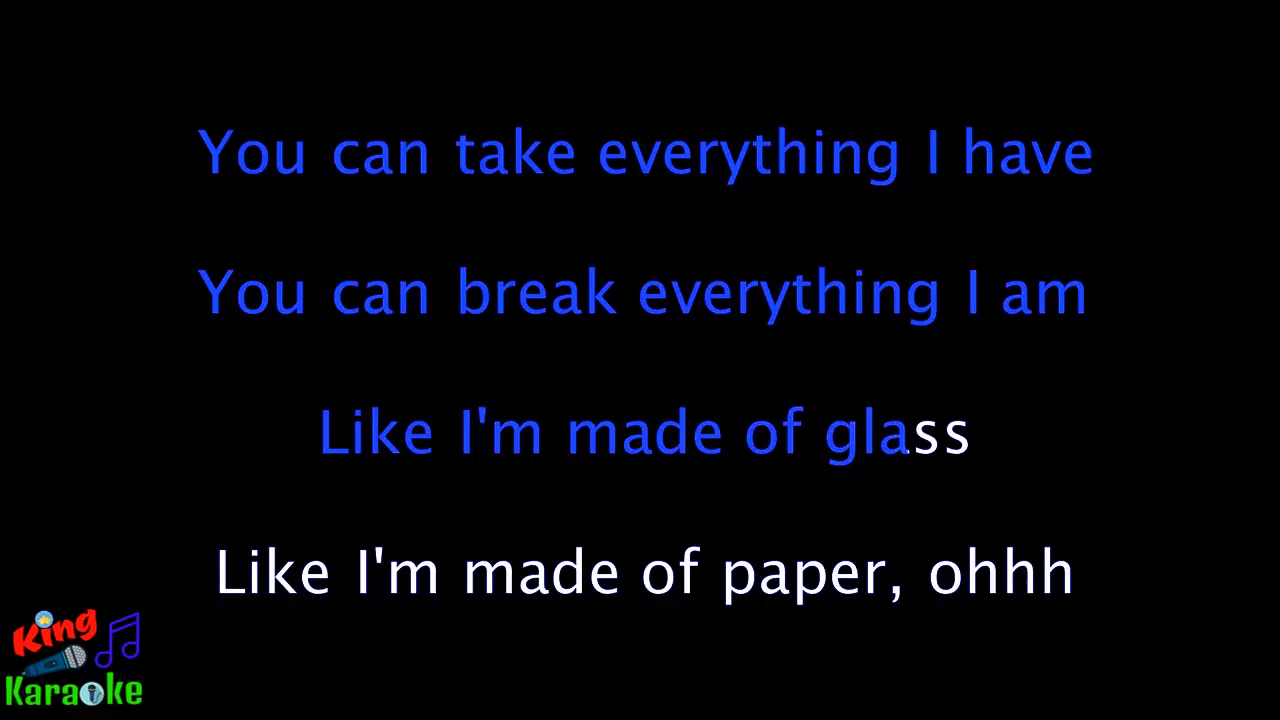 You can take everything I have
You can break everything I am
Like I'm made of glass
Like I'm made of paper, ohhh
King
Karaoke